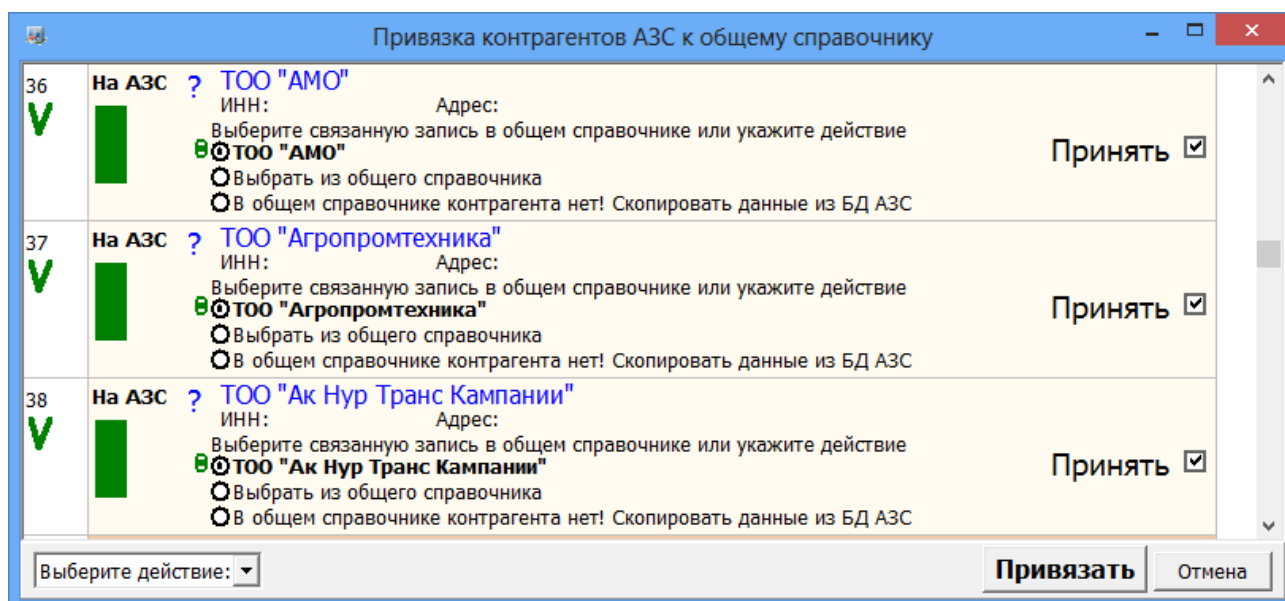 Привязка контрагентов АЗС к общему справочнику
36 На АЗС ? ТОО "АМО"
ИНН: Адрес:
Выберите связанную запись в общем справочнике или укажите действие
ТОО "АМО"
Принять
Выбрать из общего справочника
В общем справочнике контрагента нет! Скопировать данные из БД АЗС
37 На АЗС ? ТОО "Агропромтехника"
ИНН: Адрес:
Выберите связанную запись в общем справочнике или укажите действие
ТОО "Агропромтехника"
Принять
Выбрать из общего справочника
В общем справочнике контрагента нет! Скопировать данные из БД АЗС
38 На АЗС ? ТОО "Ак Нур Транс Кампании"
ИНН: Адрес:
Выберите связанную запись в общем справочнике или укажите действие
ТОО "Ак Нур Транс Кампании"
Принять
Выбрать из общего справочника
В общем справочнике контрагента нет! Скопировать данные из БД АЗС
Выберите действие: Привязать Отмена